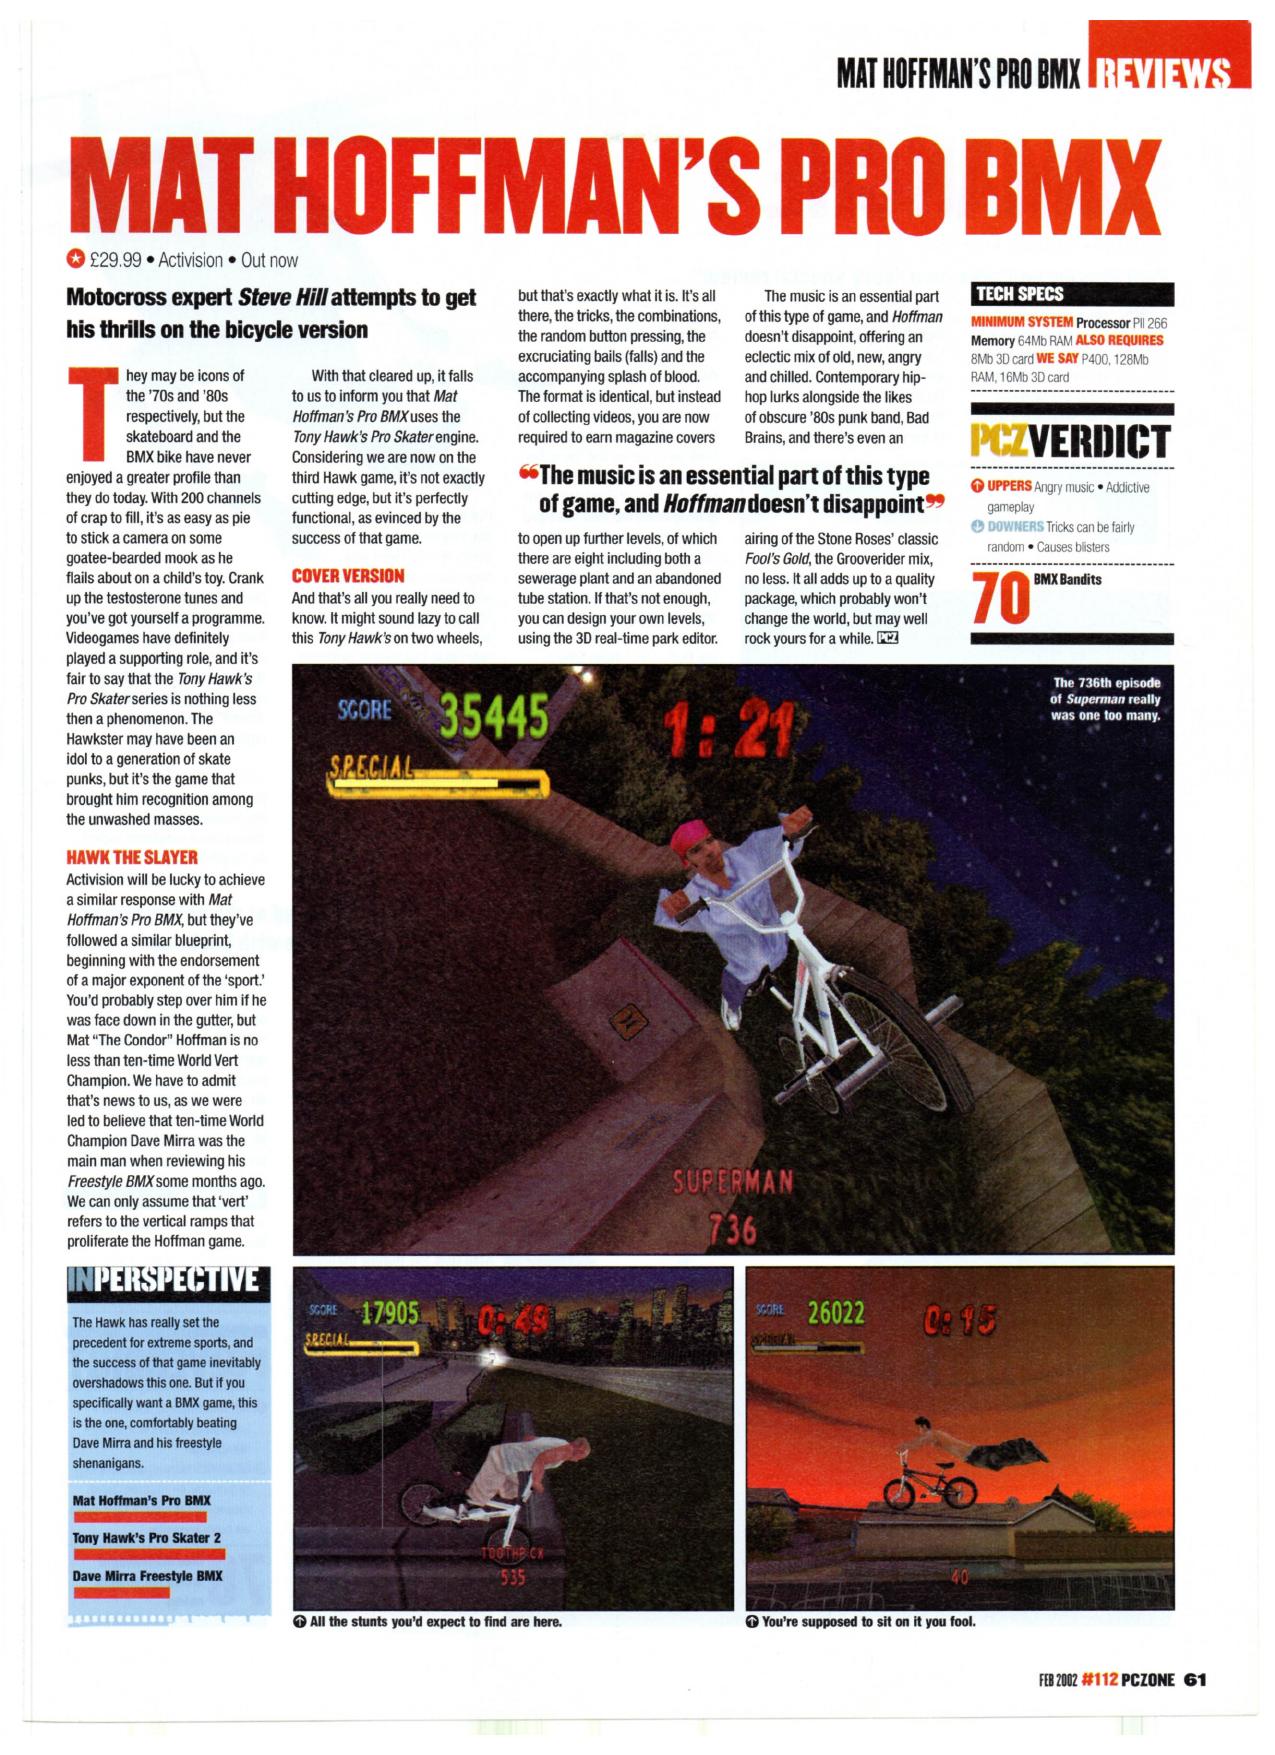 MAT HOFFMAN'S PRO BMX REVIEWS
MAT HOFFMAN'S PRO BMX
£29.99 • Activision • Out now
Motocross expert Steve Hill attempts to get
his thrills on the bicycle version
They may be icons of
the '70s and '80s
respectively, but the
skateboard and the
BMX bike have never
enjoyed a greater profile than
they do today. With 200 channels
of crap to fill, it's as easy as pie
to stick a camera on some
goatee-bearded mook as he
flails about on a child's toy. Crank
up the testosterone tunes and
you've got yourself a programme.
Videogames have definitely
played a supporting role, and it's
fair to say that the Tony Hawk's
Pro Skater series is nothing less
then a phenomenon. The
Hawkster may have been an
idol to a generation of skate
punks, but it's the game that
brought him recognition among
the unwashed masses.
HAWK THE SLAYER
Activision will be lucky to achieve
a similar response with Mat
Hoffman's Pro BMX, but they've
followed a similar blueprint,
beginning with the endorsement
of a major exponent of the 'sport.'
You'd probably step over him if he
was face down in the gutter, but
Mat "The Condor" Hoffman is no
less than ten-time World Vert
Champion. We have to admit
that's news to us, as we were
led to believe that ten-time World
Champion Dave Mirra was the
main man when reviewing his
Freestyle BMX some months ago.
We can only assume that 'vert'
refers to the vertical ramps that
proliferate the Hoffman game.
With that cleared up, it falls
to us to inform you that Mat
Hoffman's Pro BMX uses the
Tony Hawk's Pro Skater engine.
Considering we are now on the
third Hawk game, it's not exactly
cutting edge, but it's perfectly
functional, as evinced by the
success of that game.
COVER VERSION
And that's all you really need to
know. It might sound lazy to call
this Tony Hawk's on two wheels,
but that's exactly what it is. It's all
there, the tricks, the combinations,
the random button pressing, the
excruciating bails (falls) and the
accompanying splash of blood.
The format is identical, but instead
of collecting videos, you are now
required to earn magazine covers
to open up further levels, of which
there are eight including both a
sewerage plant and an abandoned
tube station. If that's not enough,
you can design your own levels,
using the 3D real-time park editor.
The music is an essential part
of this type of game, and Hoffman
doesn't disappoint, offering an
eclectic mix of old, new, angry
and chilled. Contemporary hip-
hop lurks alongside the likes
of obscure '80s punk band, Bad
Brains, and there's even an
airing of the Stone Roses' classic
Fool's Gold, the Grooverider mix,
no less. It all adds up to a quality
package, which probably won't
change the world, but may well
rock yours for a while. PCZ
"The music is an essential part of this type
of game, and Hoffman doesn't disappoint"
TECH SPECS
MINIMUM SYSTEM Processor PII 266
Memory 64Mb RAM ALSO REQUIRES
8Mb 3D card WE SAY P400, 128Mb
RAM, 16Mb 3D card
PCZVERDICT
UPPERS Angry music • Addictive
gameplay
DOWNERS Tricks can be fairly
random • Causes blisters
70 BMX Bandits
SCORE 35445
1:21
SPECIAL
The 736th episode
of Superman really
was one too many.
SUPERMAN
736
INPERSPECTIVE
The Hawk has really set the
precedent for extreme sports, and
the success of that game inevitably
overshadows this one. But if you
specifically want a BMX game, this
is the one, comfortably beating
Dave Mirra and his freestyle
shenanigans.
Mat Hoffman's Pro BMX
Tony Hawk's Pro Skater 2
Dave Mirra Freestyle BMX
SCORE 17905
0:49
SPECIAL
TOOTHPICK
535
All the stunts you'd expect to find are here.
SCORE 26022
0:15
SPECIAL
40
You're supposed to sit on it you fool.
FEB 2002 #112 PCZONE 61